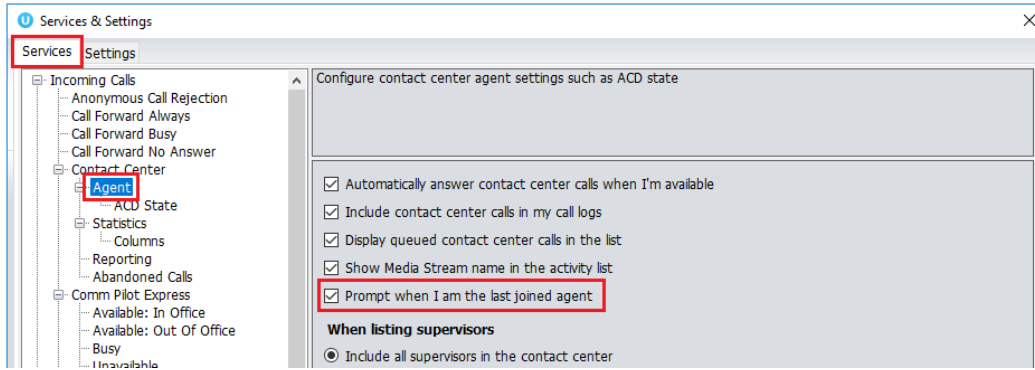 Services & Settings
Services Settings
Incoming Calls
Anonymous Call Rejection
Call Forward Always
Call Forward Busy
Call Forward No Answer
Contact Center
Agent
ACD State
Statistics
Columns
Reporting
Abandoned Calls
Comm Pilot Express
Available: In Office
Available: Out Of Office
Busy
Unavailable
Configure contact center agent settings such as ACD state
Automatically answer contact center calls when I'm available
Include contact center calls in my call logs
Display queued contact center calls in the list
Show Media Stream name in the activity list
Prompt when I am the last joined agent
When listing supervisors
Include all supervisors in the contact center